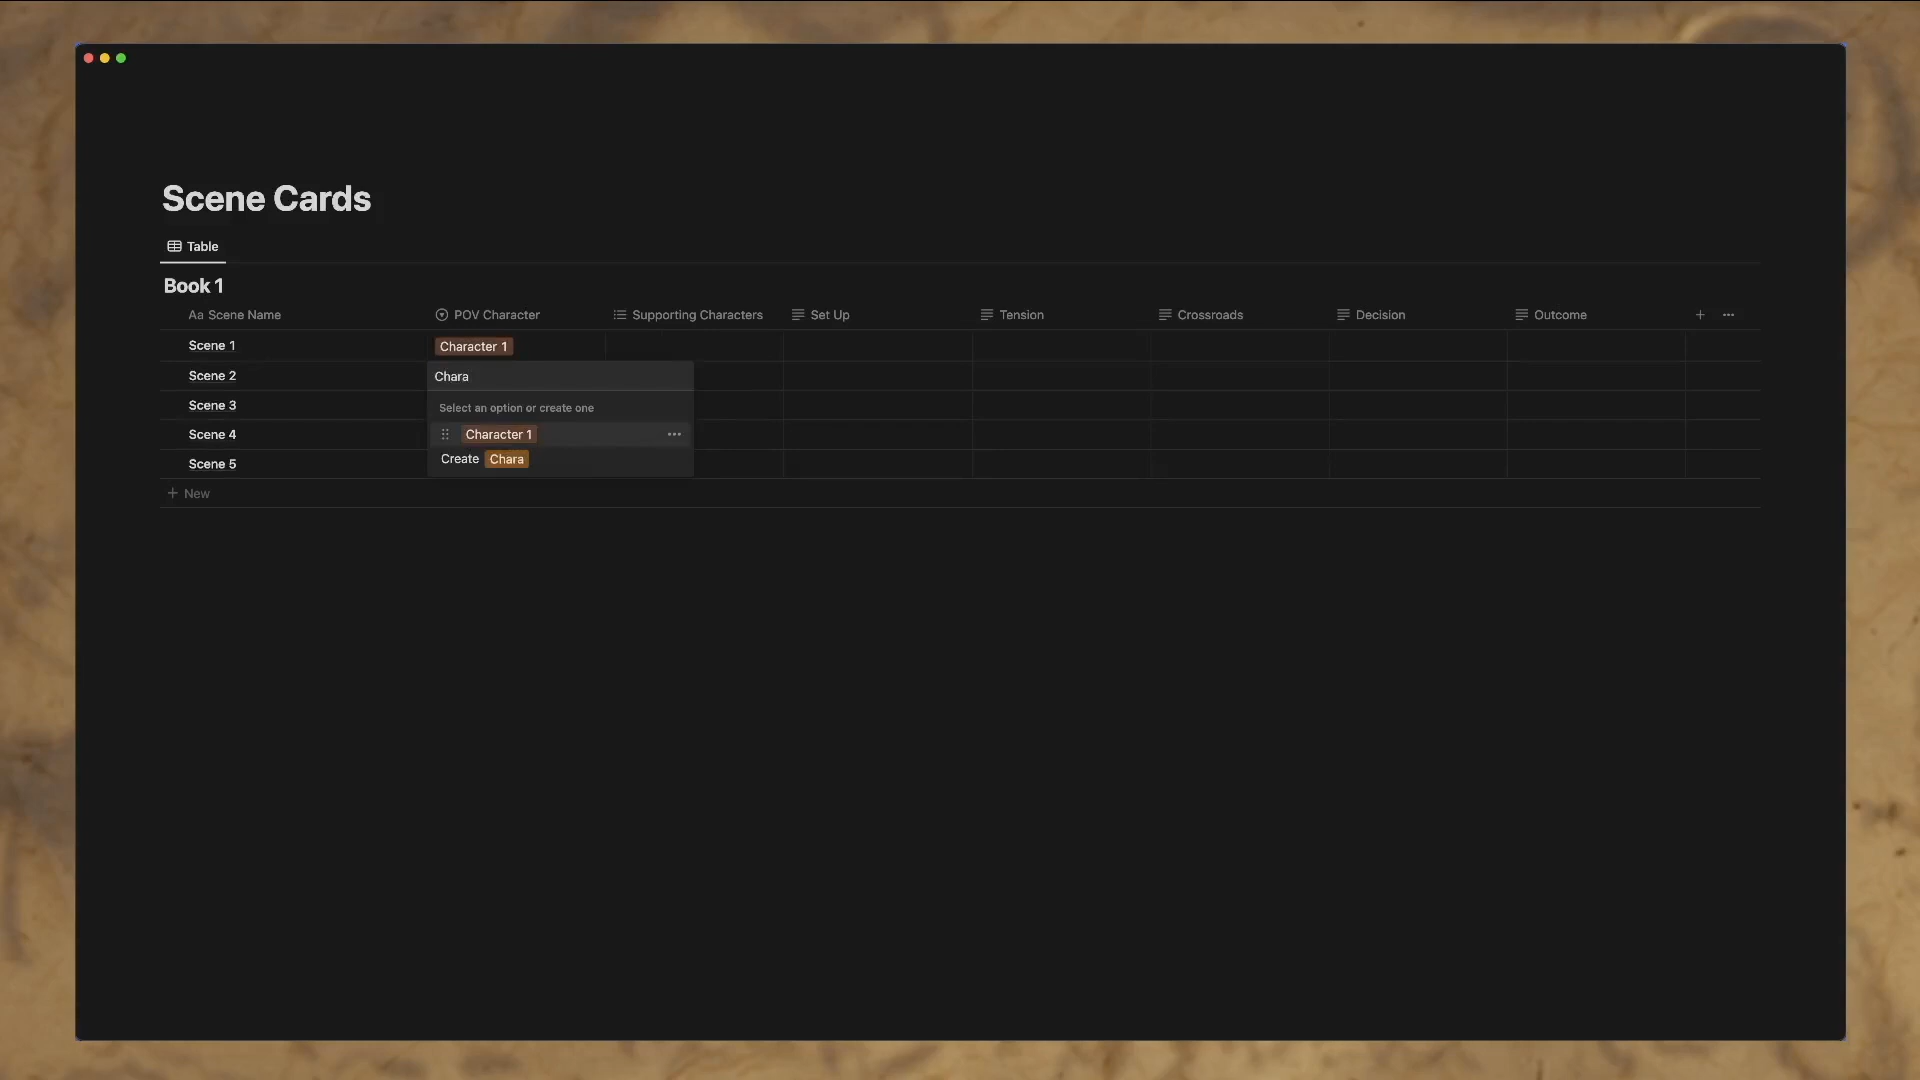 Scene Cards
Table
Book 1
Aa Scene Name POV Character Supporting Characters Set Up Tension Crossroads Decision Outcome
Scene 1 Character 1
Scene 2 Chara
Select an option or create one
Scene 3
Scene 4 Character 1
Create Chara
Scene 5
New